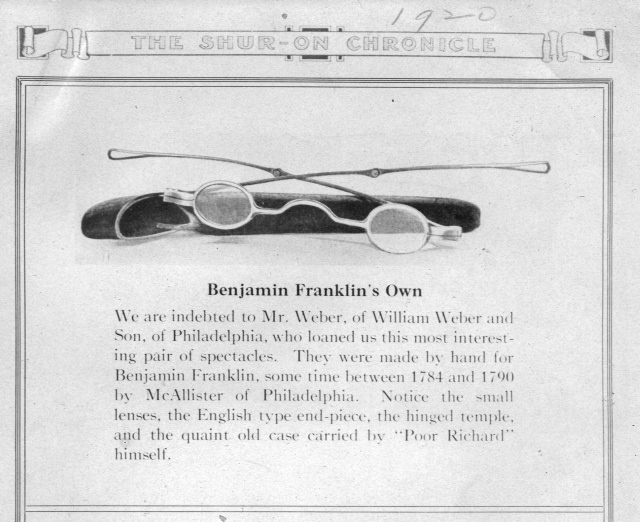 1920
THE SHUR-ON CHRONICLE
Benjamin Franklin's Own
We are indebted to Mr. Weber, of William Weber and
Son, of Philadelphia, who loaned us this most interest-
ing pair of spectacles. They were made by hand for
Benjamin Franklin, some time between 1784 and 1790
by McAllister of Philadelphia. Notice the small
lenses, the English type end-piece, the hinged temple,
and the quaint old case carried by "Poor Richard"
himself.